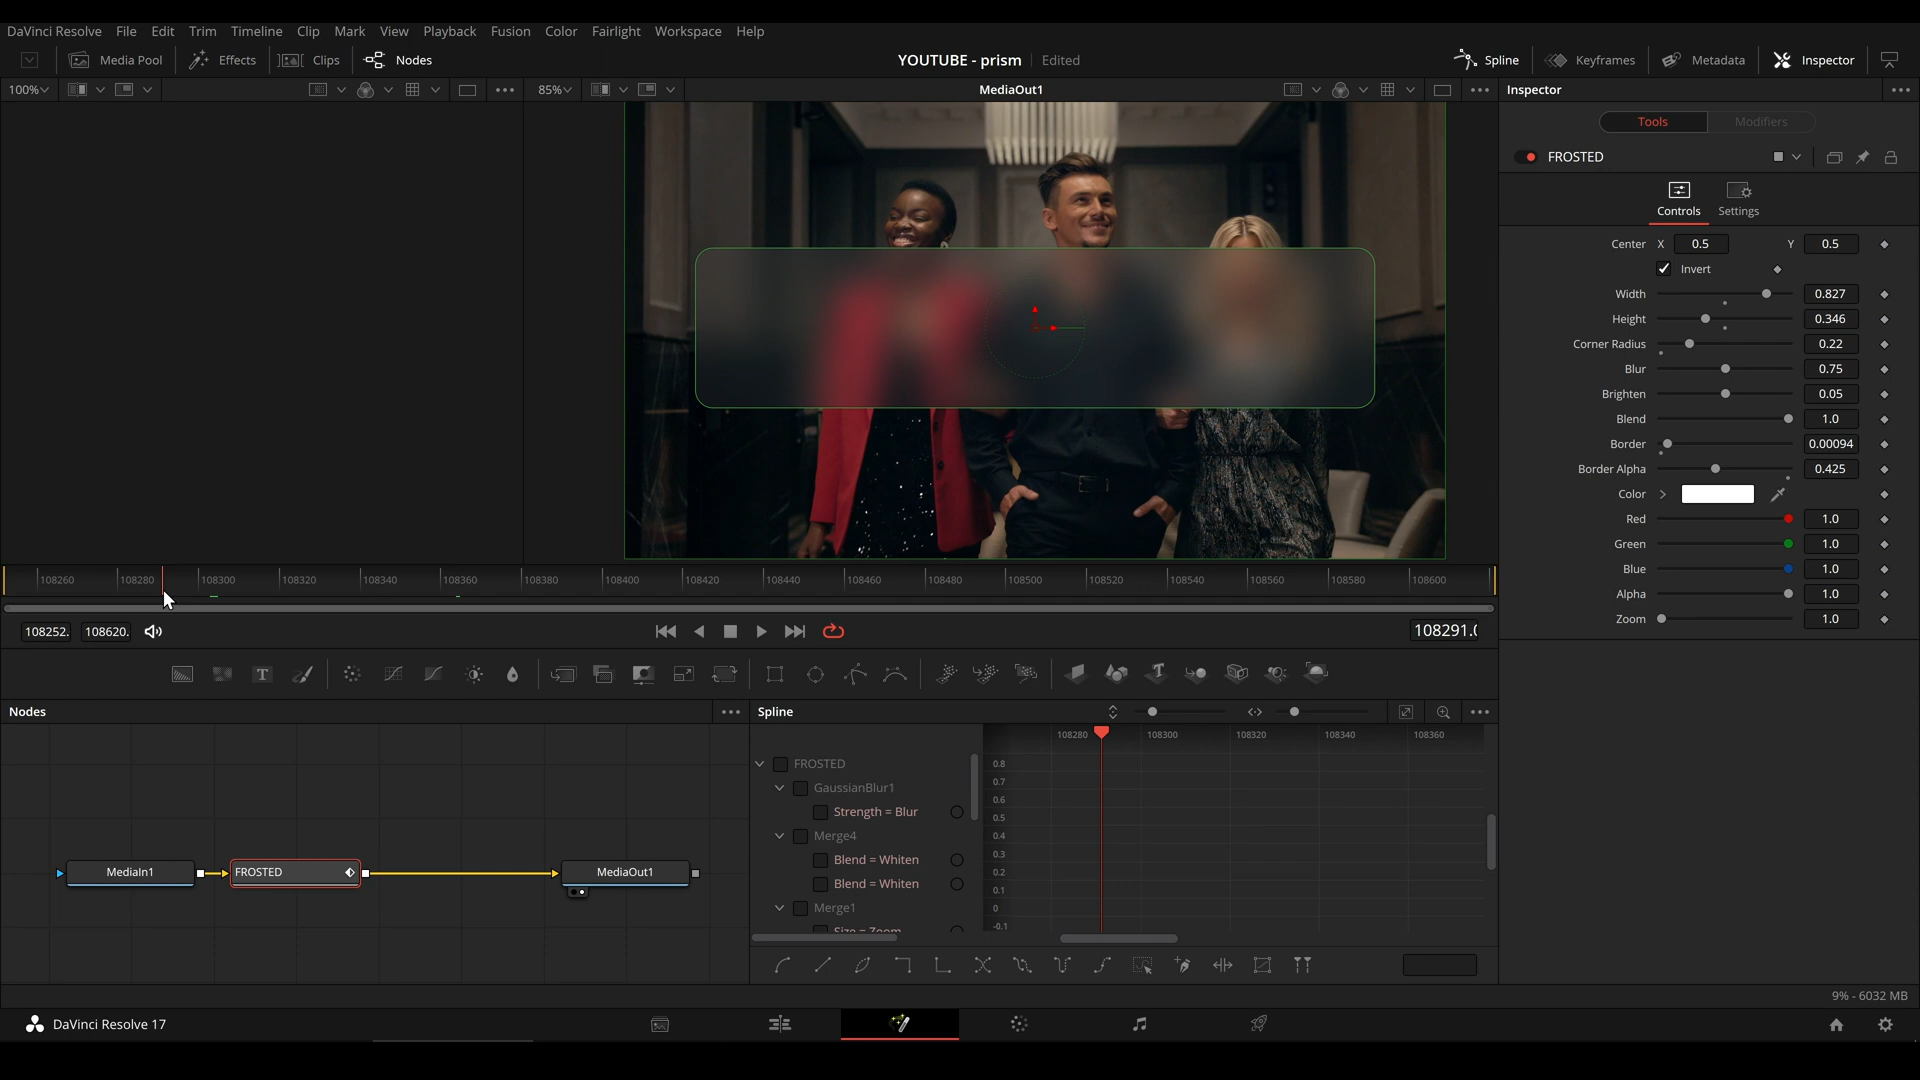 DaVinci Resolve File Edit Trim Timeline Clip Mark View Playback Fusion Color Fairlight Workspace Help
Media Pool Effects Clips Nodes YOUTUBE - prism Edited Spline Keyframes Metadata Inspector
100% 85% MediaOut1 Inspector
Tools Modifiers
FROSTED
Controls Settings
Center X 0.5 Y 0.5
Invert
Width 0.827
Height 0.346
Corner Radius 0.22
Blur 0.75
Brighten 0.05
Blend 1.0
Border 0.00094
Border Alpha 0.425
Color
Red 1.0
Green 1.0
Blue 1.0
Alpha 1.0
Zoom 1.0
108260 108280 108300 108320 108340 108360 108380 108400 108420 108440 108460 108480 108500 108520 108540 108560 108580 108600
108252. 108620. 108291.
Nodes Spline
108280 108300 108320 108340 108360
FROSTED 0.8
GaussianBlur1 0.7
Strength = Blur 0.6
0.5
Merge4 0.4
Blend = Whiten 0.3
0.2
Blend = Whiten 0.1
Merge1 0
Size = Zoom -0.1
MediaIn1 FROSTED MediaOut1
9% - 6032 MB
DaVinci Resolve 17